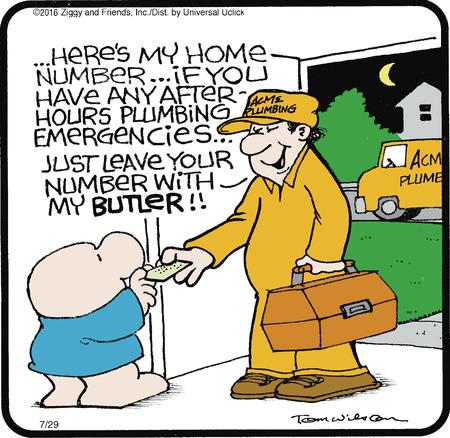 ©2016 Ziggy and Friends, Inc./Dist. by Universal Uclick
...HERE'S MY HOME
NUMBER...iF YOU
HAVE ANY AFTER-
HOURS PLUMBiNG
EMERGENCiES...
JUST LEAVE YOUR
NUMBER WiTH
MY BUTLER!!
ACME
PLUMBING
ACM
PLUMB
7/29
Tom Wilson